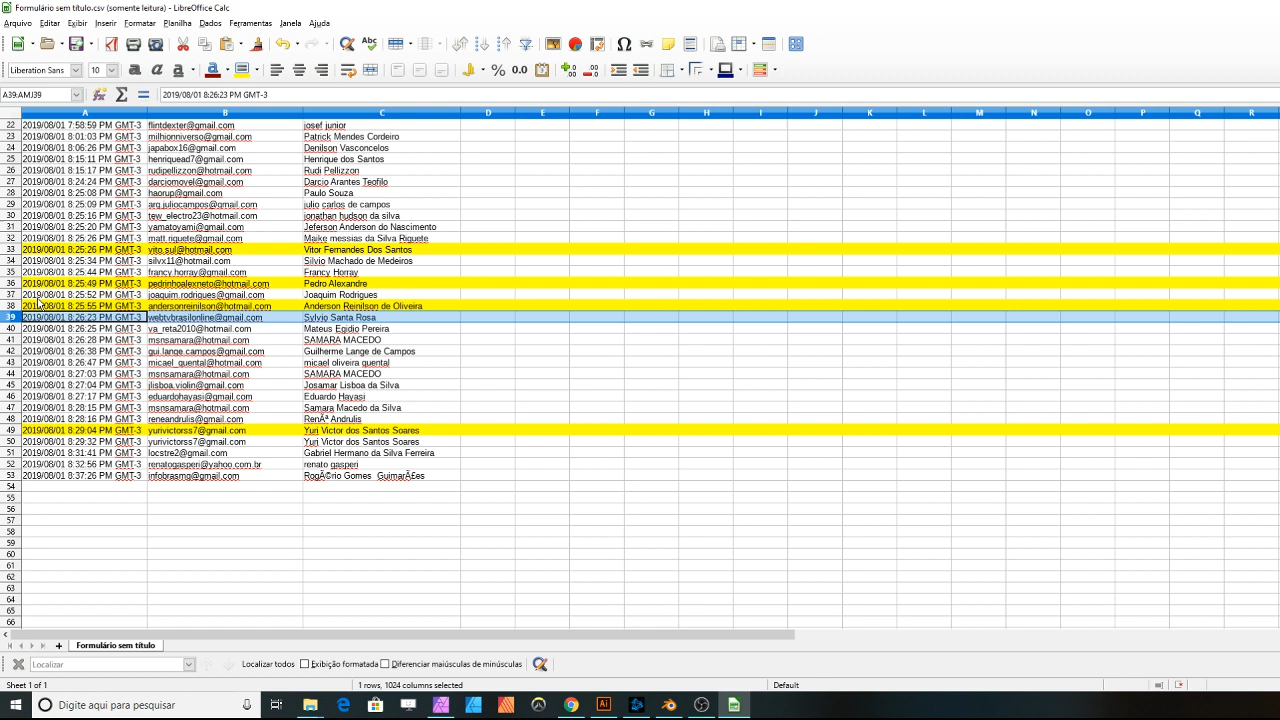 Formulário sem título.csv (somente leitura) - LibreOffice Calc
Arquivo Editar Exibir Inserir Formatar Planilha Dados Ferramentas Janela Ajuda
Liberation Sans 10
A39:AMJ39 2019/08/01 8:26:23 PM GMT-3
A B C D E F G H I J K L M N O P Q R
22 2019/08/01 7:58:59 PM GMT-3 flintdexter@gmail.com josef junior
23 2019/08/01 8:01:03 PM GMT-3 milhionniverso@gmail.com Patrick Mendes Cordeiro
24 2019/08/01 8:06:26 PM GMT-3 japabox16@gmail.com Denilson Vasconcelos
25 2019/08/01 8:15:11 PM GMT-3 henriquead7@gmail.com Henrique dos Santos
26 2019/08/01 8:15:17 PM GMT-3 rudipellizzon@hotmail.com Rudi Pellizzon
27 2019/08/01 8:24:24 PM GMT-3 darciomovel@gmail.com Darcio Arantes Teofilo
28 2019/08/01 8:25:08 PM GMT-3 haorup@gmail.com Paulo Souza
29 2019/08/01 8:25:09 PM GMT-3 arg.juliocampos@gmail.com julio carlos de campos
30 2019/08/01 8:25:16 PM GMT-3 tew_electro23@hotmail.com jonathan hudson da silva
31 2019/08/01 8:25:20 PM GMT-3 yamatoyami@gmail.com Jeferson Anderson do Nascimento
32 2019/08/01 8:25:26 PM GMT-3 matt.riguete@gmail.com Maike messias da Silva Riguete
33 2019/08/01 8:25:26 PM GMT-3 vito.sul@hotmail.com Vitor Fernandes Dos Santos
34 2019/08/01 8:25:34 PM GMT-3 silvx11@hotmail.com Silvio Machado de Medeiros
35 2019/08/01 8:25:44 PM GMT-3 francy.horray@gmail.com Francy Horray
36 2019/08/01 8:25:49 PM GMT-3 pedrinhoalexneto@hotmail.com Pedro Alexandre
37 2019/08/01 8:25:52 PM GMT-3 joaquim.rodrigues@gmail.com Joaquim Rodrigues
38 2019/08/01 8:25:55 PM GMT-3 andersonreinilson@hotmail.com Anderson Reinilson de Oliveira
39 2019/08/01 8:26:23 PM GMT-3 webtvbrasilonline@gmail.com Sylvio Santa Rosa
40 2019/08/01 8:26:25 PM GMT-3 va_reta2010@hotmail.com Mateus Egidio Pereira
41 2019/08/01 8:26:28 PM GMT-3 msnsamara@hotmail.com SAMARA MACEDO
42 2019/08/01 8:26:38 PM GMT-3 gui.lange.campos@gmail.com Guilherme Lange de Campos
43 2019/08/01 8:26:47 PM GMT-3 micael_quental@hotmail.com micael oliveira quental
44 2019/08/01 8:27:03 PM GMT-3 msnsamara@hotmail.com SAMARA MACEDO
45 2019/08/01 8:27:04 PM GMT-3 jlisboa.violin@gmail.com Josamar Lisboa da Silva
46 2019/08/01 8:27:17 PM GMT-3 eduardohayasi@gmail.com Eduardo Hayasi
47 2019/08/01 8:28:15 PM GMT-3 msnsamara@hotmail.com Samara Macedo da Silva
48 2019/08/01 8:28:16 PM GMT-3 reneandrulis@gmail.com RenÃª Andrulis
49 2019/08/01 8:29:04 PM GMT-3 yurivictorss7@gmail.com Yuri Victor dos Santos Soares
50 2019/08/01 8:29:32 PM GMT-3 yurivictorss7@gmail.com Yuri Victor dos Santos Soares
51 2019/08/01 8:31:41 PM GMT-3 locstre2@gmail.com Gabriel Hermano da Silva Ferreira
52 2019/08/01 8:32:56 PM GMT-3 renatogasperi@yahoo.com.br renato gasperi
53 2019/08/01 8:37:26 PM GMT-3 infobrasmg@gmail.com RogÃ©rio Gomes GuimarÃ£es
54
55
56
57
58
59
60
61
62
63
64
65
66
Formulário sem título
Localizar Localizar todos Exibição formatada Diferenciar maiúsculas de minúsculas
Sheet 1 of 1 1 rows, 1024 columns selected Default
Digite aqui para pesquisar